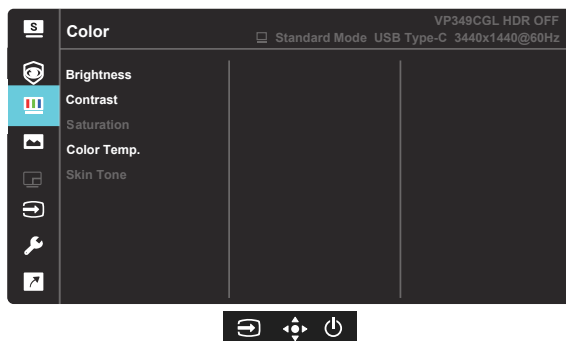 S
Color
VP349CGL HDR OFF
Standard Mode USB Type-C 3440x1440@60Hz
Brightness
Contrast
Saturation
Color Temp.
Skin Tone